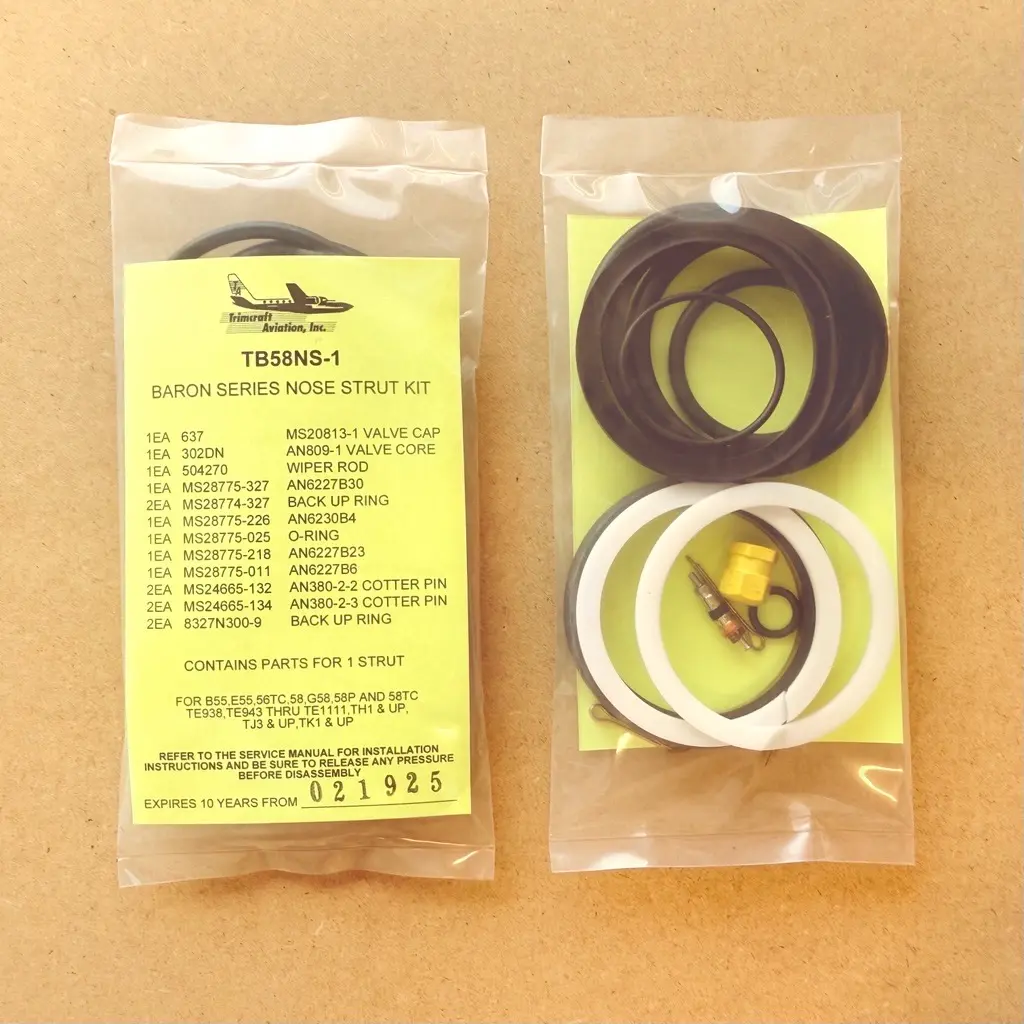 Trimcraft
Aviation, Inc.
TB58NS-1
BARON SERIES NOSE STRUT KIT
1EA 637 MS20813-1 VALVE CAP
1EA 302DN AN809-1 VALVE CORE
1EA 504270 WIPER ROD
1EA MS28775-327 AN6227B30
2EA MS28774-327 BACK UP RING
1EA MS28775-226 AN6230B4
1EA MS28775-025 O-RING
1EA MS28775-218 AN6227B23
1EA MS28775-011 AN6227B6
2EA MS24665-132 AN380-2-2 COTTER PIN
2EA MS24665-134 AN380-2-3 COTTER PIN
2EA 8327N300-9 BACK UP RING
CONTAINS PARTS FOR 1 STRUT
FOR B55,E55,56TC,58,G58,58P AND 58TC
TE938,TE943 THRU TE1111,TH1 & UP,
TJ3 & UP,TK1 & UP
REFER TO THE SERVICE MANUAL FOR INSTALLATION
INSTRUCTIONS AND BE SURE TO RELEASE ANY PRESSURE
BEFORE DISASSEMBLY
EXPIRES 10 YEARS FROM 021925